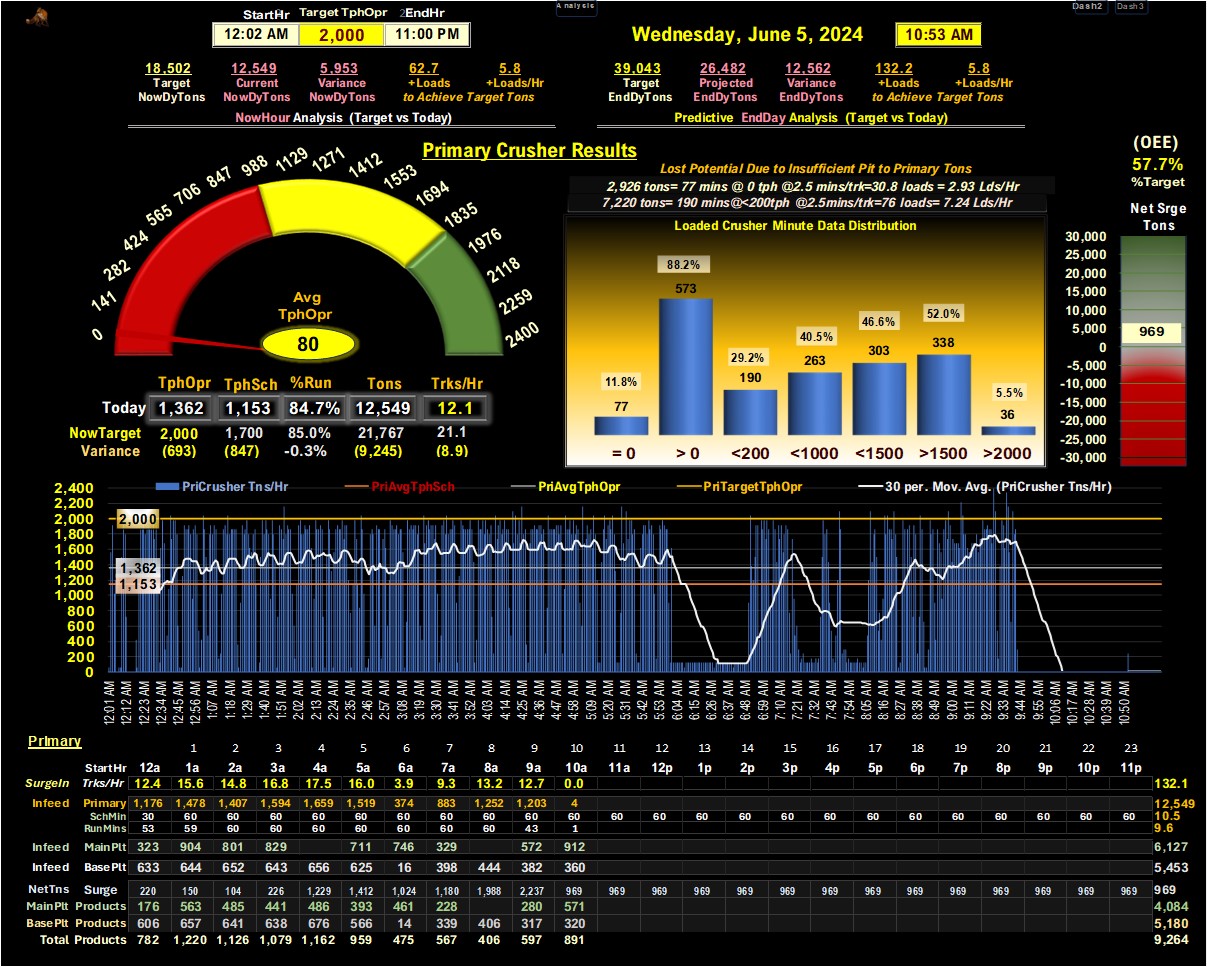 Analysis
Dash2 Dash3
StartHr Target TphOpr 2EndHr
12:02 AM 2,000 11:00 PM
Wednesday, June 5, 2024 10:53 AM
18,502 12,549 5,953 62.7 5.8
Target Current Variance +Loads +Loads/Hr
NowDyTons NowDyTons NowDyTons to Achieve Target Tons
NowHour Analysis (Target vs Today)
39,043 26,482 12,562 132.2 5.8
Target Projected Variance +Loads +Loads/Hr
EndDyTons EndDyTons EndDyTons to Achieve Target Tons
Predictive EndDay Analysis (Target vs Today)
Primary Crusher Results
0
141
282
424
565
706
847
988
1129
1271
1412
1553
1694
1835
1976
2118
2259
2400
Avg
TphOpr
80
TphOpr TphSch %Run Tons Trks/Hr
Today 1,362 1,153 84.7% 12,549 12.1
NowTarget 2,000 1,700 85.0% 21,767 21.1
Variance (693) (847) -0.3% (9,245) (8.9)
Lost Potential Due to Insufficient Pit to Primary Tons
2,926 tons= 77 mins @ 0 tph @2.5 mins/trk=30.8 loads = 2.93 Lds/Hr
7,220 tons= 190 mins@<200tph @2.5mins/trk=76 loads= 7.24 Lds/Hr
Loaded Crusher Minute Data Distribution
11.8% 88.2% 29.2% 40.5% 46.6% 52.0% 5.5%
77 573 190 263 303 338 36
= 0 > 0 <200 <1000 <1500 >1500 >2000
(OEE)
57.7%
%Target
Net Srge
Tons
30,000
25,000
20,000
15,000
10,000
5,000
0
-5,000
-10,000
-15,000
-20,000
-25,000
-30,000
969
PriCrusher Tns/Hr PriAvgTphSch PriAvgTphOpr PriTargetTphOpr 30 per. Mov. Avg. (PriCrusher Tns/Hr)
2,400
2,200
2,000
1,800
1,600
1,400
1,200
1,000
800
600
400
200
0
2,000
1,362
1,153
12:01 AM 12:12 AM 12:23 AM 12:34 AM 12:45 AM 12:56 AM 1:07 AM 1:18 AM 1:29 AM 1:40 AM 1:51 AM 2:02 AM 2:13 AM 2:24 AM 2:35 AM 2:46 AM 2:57 AM 3:08 AM 3:19 AM 3:30 AM 3:41 AM 3:52 AM 4:03 AM 4:14 AM 4:25 AM 4:36 AM 4:47 AM 4:58 AM 5:09 AM 5:20 AM 5:31 AM 5:42 AM 5:53 AM 6:04 AM 6:15 AM 6:26 AM 6:37 AM 6:48 AM 6:59 AM 7:10 AM 7:21 AM 7:32 AM 7:43 AM 7:54 AM 8:05 AM 8:16 AM 8:27 AM 8:38 AM 8:49 AM 9:00 AM 9:11 AM 9:22 AM 9:33 AM 9:44 AM 9:55 AM 10:06 AM 10:17 AM 10:28 AM 10:39 AM 10:50 AM
Primary
1 2 3 4 5 6 7 8 9 10 11 12 13 14 15 16 17 18 19 20 21 22 23
StartHr 12a 1a 2a 3a 4a 5a 6a 7a 8a 9a 10a 11a 12p 1p 2p 3p 4p 5p 6p 7p 8p 9p 10p 11p
SurgeIn Trks/Hr 12.4 15.6 14.8 16.8 17.5 16.0 3.9 9.3 13.2 12.7 0.0 132.1
Infeed Primary 1,176 1,478 1,407 1,594 1,659 1,519 374 883 1,252 1,203 4 12,549
SchMin 30 60 60 60 60 60 60 60 60 60 60 60 60 60 60 60 60 60 60 60 60 60 60 60 10.5
RunMins 53 59 60 60 60 60 60 60 60 43 1 9.6
Infeed MainPlt 323 904 801 829 711 746 329 572 912 6,127
Infeed BasePlt 633 644 652 643 656 625 16 398 444 382 360 5,453
NetTns Surge 220 150 104 226 1,229 1,412 1,024 1,180 1,988 2,237 969 969 969 969 969 969 969 969 969 969 969 969 969 969 969
MainPlt Products 176 563 485 441 486 393 461 228 280 571 4,084
BasePlt Products 606 657 641 638 676 566 14 339 406 317 320 5,180
Total Products 782 1,220 1,126 1,079 1,162 959 475 567 406 597 891 9,264